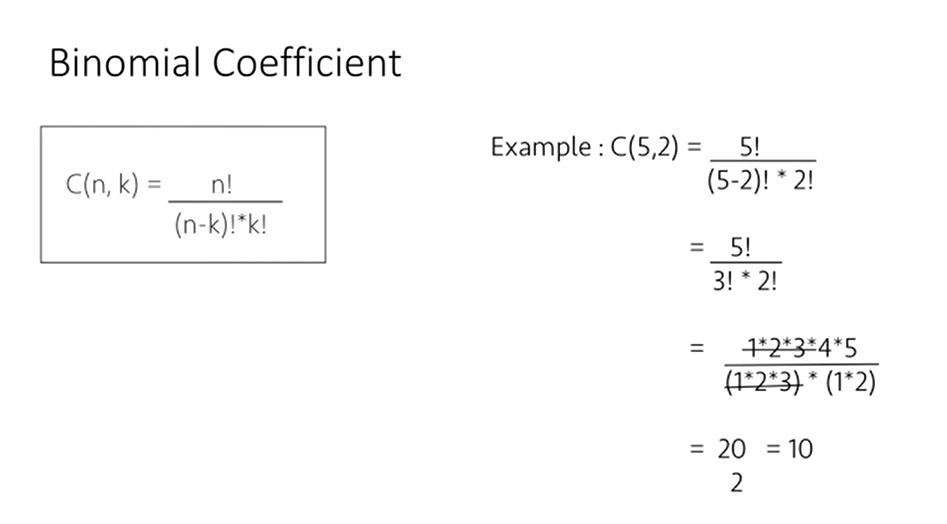 Binomial Coefficient
C(n, k) = n!
(n-k)!*k!
Example : C(5,2) = 5!
(5-2)! * 2!
= 5!
3! * 2!
= 1*2*3*4*5
(1*2*3) * (1*2)
= 20 = 10
2